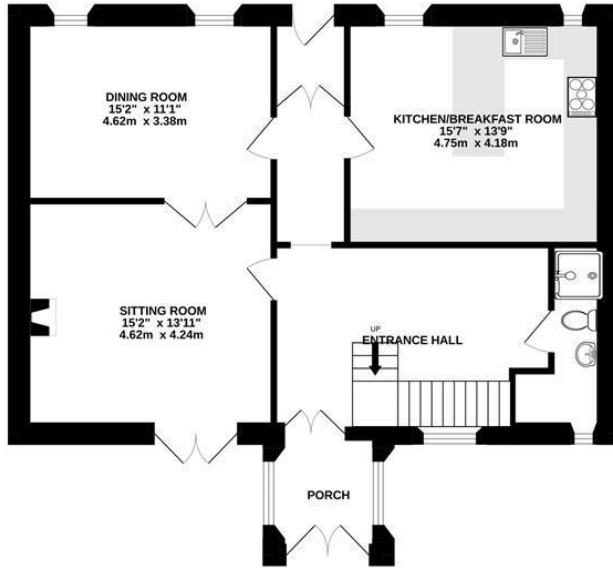 DINING ROOM
15'2" x 11'1"
4.62m x 3.38m
KITCHEN/BREAKFAST ROOM
15'7" x 13'9"
4.75m x 4.18m
SITTING ROOM
15'2" x 13'11"
4.62m x 4.24m
UP
ENTRANCE HALL
PORCH